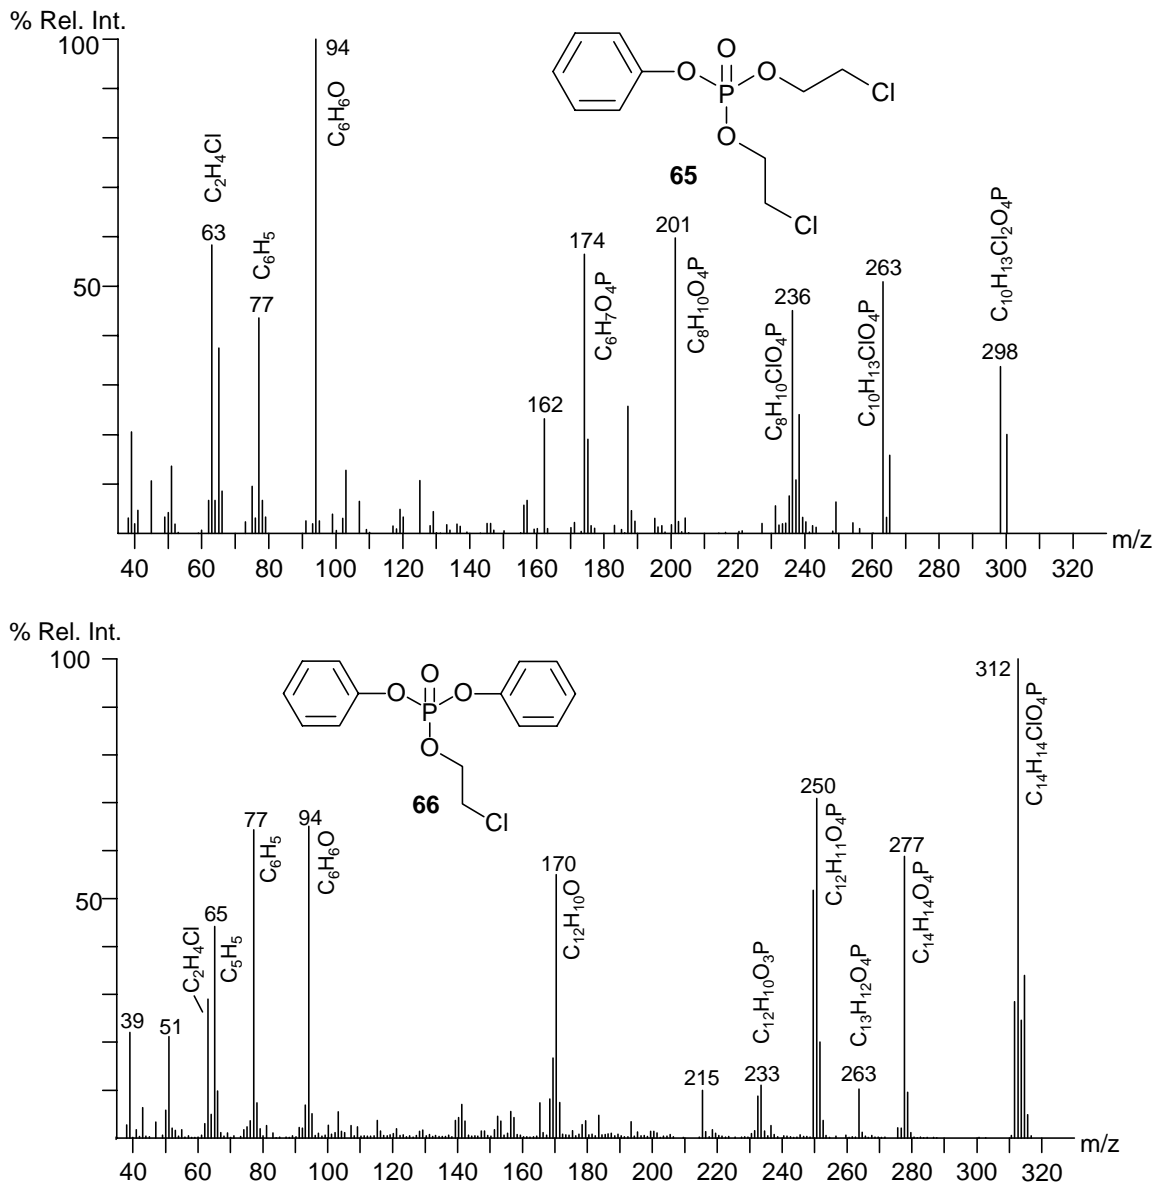 % Rel. Int.
100
50
94
C6H6O
C2H4Cl
63
C6H5
77
162
174
C6H7O4P
201
C8H10O4P
236
C8H10ClO4P
263
C10H13ClO4P
298
C10H13Cl2O4P
O
O
P
O
Cl
O
Cl
65
40 60 80 100 120 140 160 180 200 220 240 260 280 300 320
m/z
% Rel. Int.
100
50
O
O
P
O
O
Cl
66
39
51
C2H4Cl
65
C5H5
77
C6H5
94
C6H6O
170
C12H10O
215
233
C12H10O3P
250
C12H11O4P
263
C13H12O4P
277
C14H14O4P
312
C14H14ClO4P
40 60 80 100 120 140 160 180 200 220 240 260 280 300 320
m/z